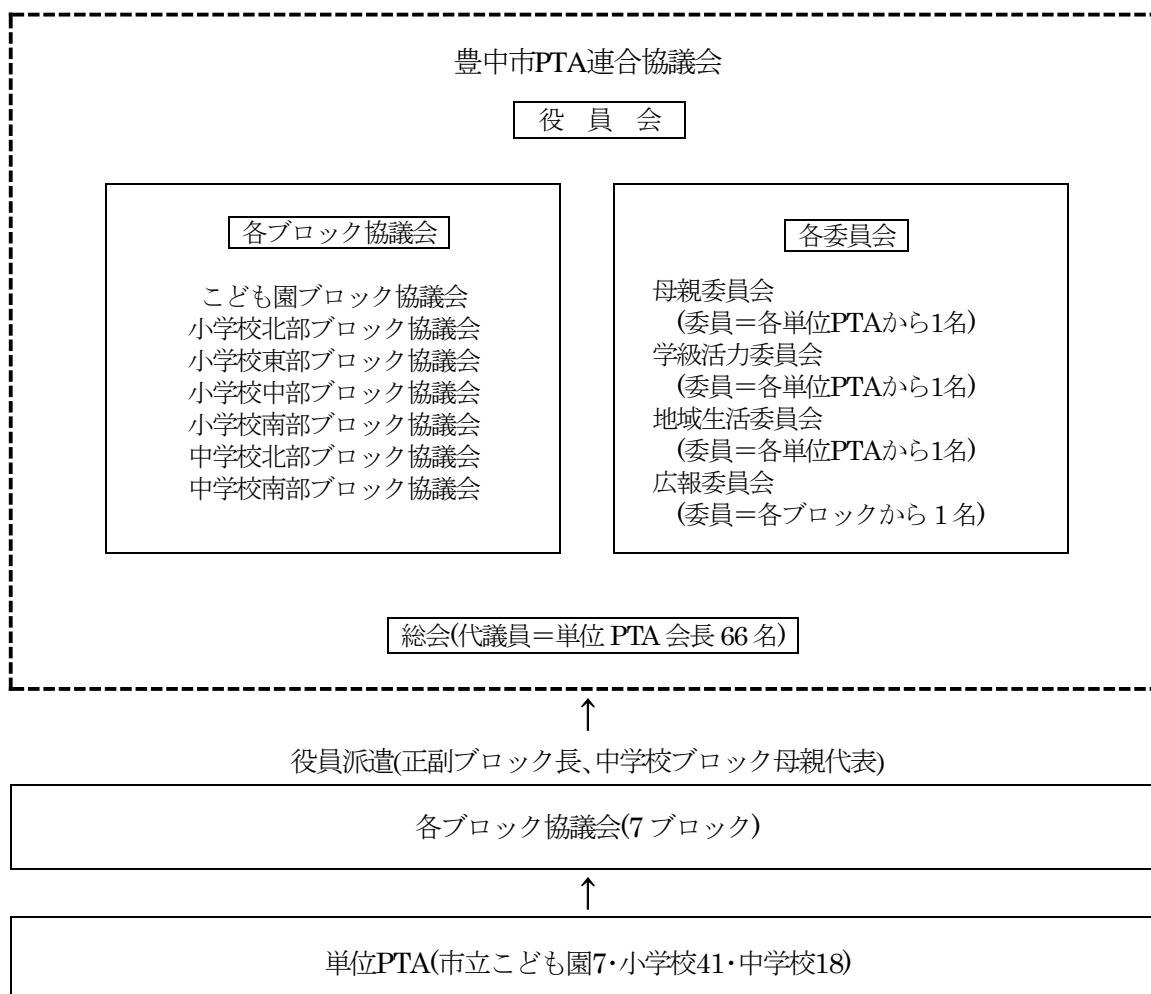 豊中市PTA連合協議会
役 員 会
各ブロック協議会
こども園ブロック協議会
小学校北部ブロック協議会
小学校東部ブロック協議会
小学校中部ブロック協議会
小学校南部ブロック協議会
中学校北部ブロック協議会
中学校南部ブロック協議会
各委員会
母親委員会
(委員＝各単位PTAから1名)
学級活力委員会
(委員＝各単位PTAから1名)
地域生活委員会
(委員＝各単位PTAから1名)
広報委員会
(委員＝各ブロックから 1 名)
総会(代議員＝単位 PTA 会長 66 名)
↑
役員派遣(正副ブロック長、中学校ブロック母親代表)
各ブロック協議会(7 ブロック)
↑
単位PTA(市立こども園7・小学校41・中学校18)